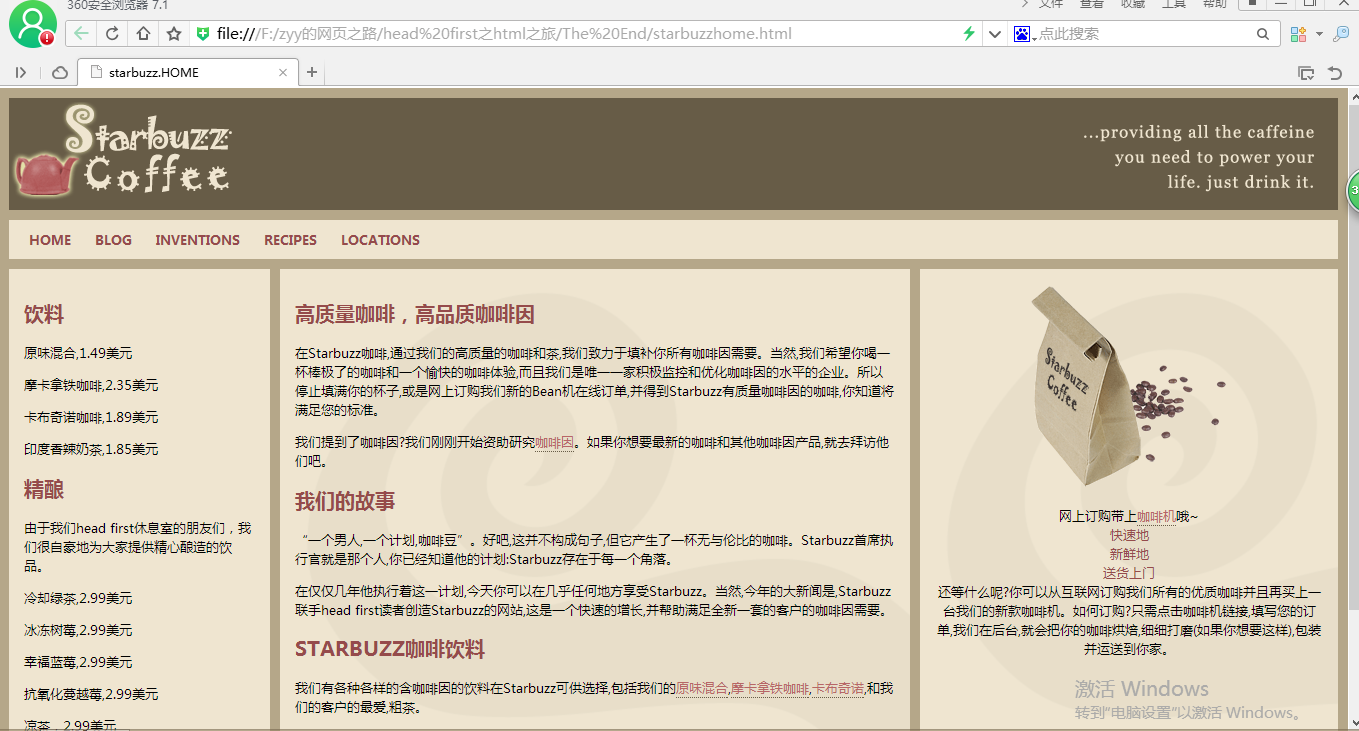 360安全浏览器 7.1
文件 查看 收藏 工具 帮助
file:///F:/zyy的网页之路/head%20first之html之旅/The%20End/starbuzzhome.html
点此搜索
starbuzz.HOME
Starbuzz
Coffee
...providing all the caffeine
you need to power your
life. just drink it.
3
HOME BLOG INVENTIONS RECIPES LOCATIONS
饮料
原味混合,1.49美元
摩卡拿铁咖啡,2.35美元
卡布奇诺咖啡,1.89美元
印度香辣奶茶,1.85美元
精酿
由于我们head first休息室的朋友们，我
们很自豪地为大家提供精心酿造的饮
品。
冷却绿茶,2.99美元
冰冻树莓,2.99美元
幸福蓝莓,2.99美元
抗氧化蔓越莓,2.99美元
凉茶，2.99美元
高质量咖啡，高品质咖啡因
在Starbuzz咖啡,通过我们的高质量的咖啡和茶,我们致力于填补你所有咖啡因需要。当然,我们希望你喝一
杯棒极了的咖啡和一个愉快的咖啡体验,而且我们是唯一一家积极监控和优化咖啡因的水平的企业。所以
停止填满你的杯子,或是网上订购我们新的Bean机在线订单,并得到Starbuzz有质量咖啡因的咖啡,你知道将
满足您的标准。
我们提到了咖啡因?我们刚刚开始资助研究咖啡因。如果你想要最新的咖啡和其他咖啡因产品,就去拜访他
们吧。
我们的故事
“一个男人,一个计划,咖啡豆”。好吧,这并不构成句子,但它产生了一杯无与伦比的咖啡。Starbuzz首席执
行官就是那个人,你已经知道他的计划:Starbuzz存在于每一个角落。
在仅仅几年他执行着这一计划,今天你可以在几乎任何地方享受Starbuzz。当然,今年的大新闻是,Starbuzz
联手head first读者创造Starbuzz的网站,这是一个快速的增长,并帮助满足全新一套的客户的咖啡因需要。
STARBUZZ咖啡饮料
我们有各种各样的含咖啡因的饮料在Starbuzz可供选择,包括我们的原味混合,摩卡拿铁咖啡,卡布奇诺,和我
们的客户的最爱,粗茶。
Starbuzz
Coffee
网上订购带上咖啡机哦~
快速地
新鲜地
送货上门
还等什么呢?你可以从互联网订购我们所有的优质咖啡并且再买上一
台我们的新款咖啡机。如何订购?只需点击咖啡机链接,填写您的订
单,我们在后台,就会把你的咖啡烘焙,细细打磨(如果你想要这样),包装
并运送到你家。
激活 Windows
转到“电脑设置”以激活 Windows。